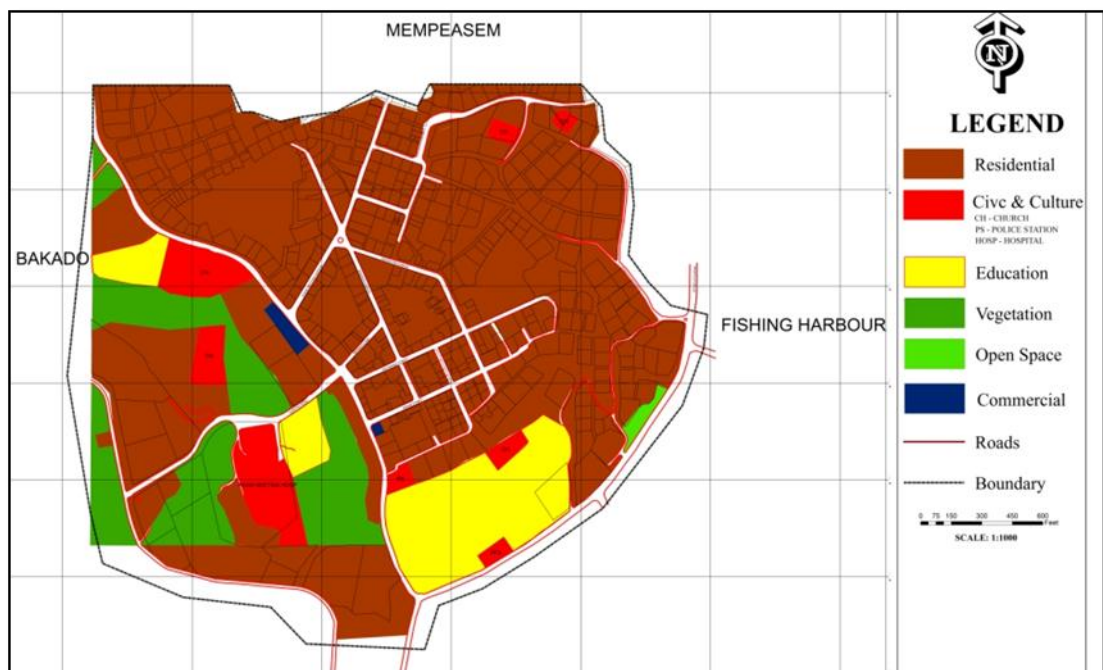 MEMPEASEM
BAKADO
FISHING HARBOUR
N
LEGEND
Residential
Civc & Culture
CH - CHURCH
PS - POLICE STATION
HOSP - HOSPITAL
Education
Vegetation
Open Space
Commercial
Roads
Boundary
0 75 150 300 450 600
Feet
SCALE: 1:1000